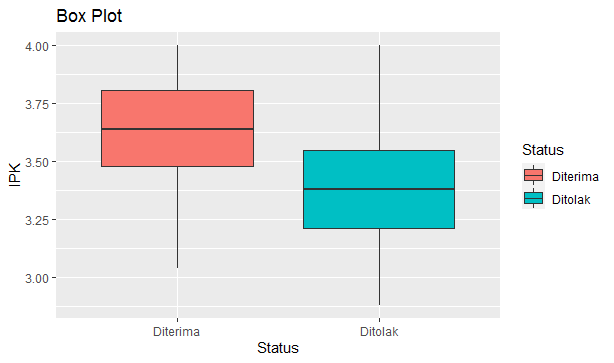 Box Plot
IPK
4.00
3.75
3.50
3.25
3.00
Diterima
Ditolak
Status
Status
Diterima
Ditolak